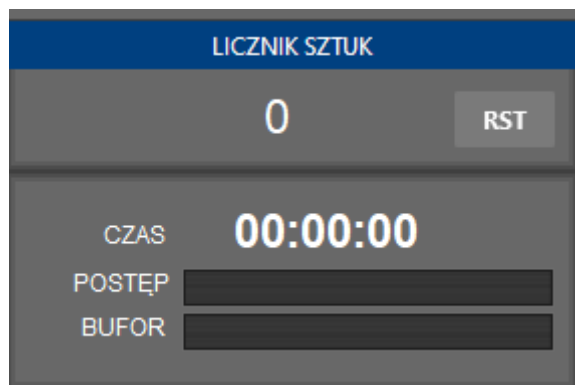 LICZNIK SZTUK
0 RST
CZAS 00:00:00
POSTĘP
BUFOR